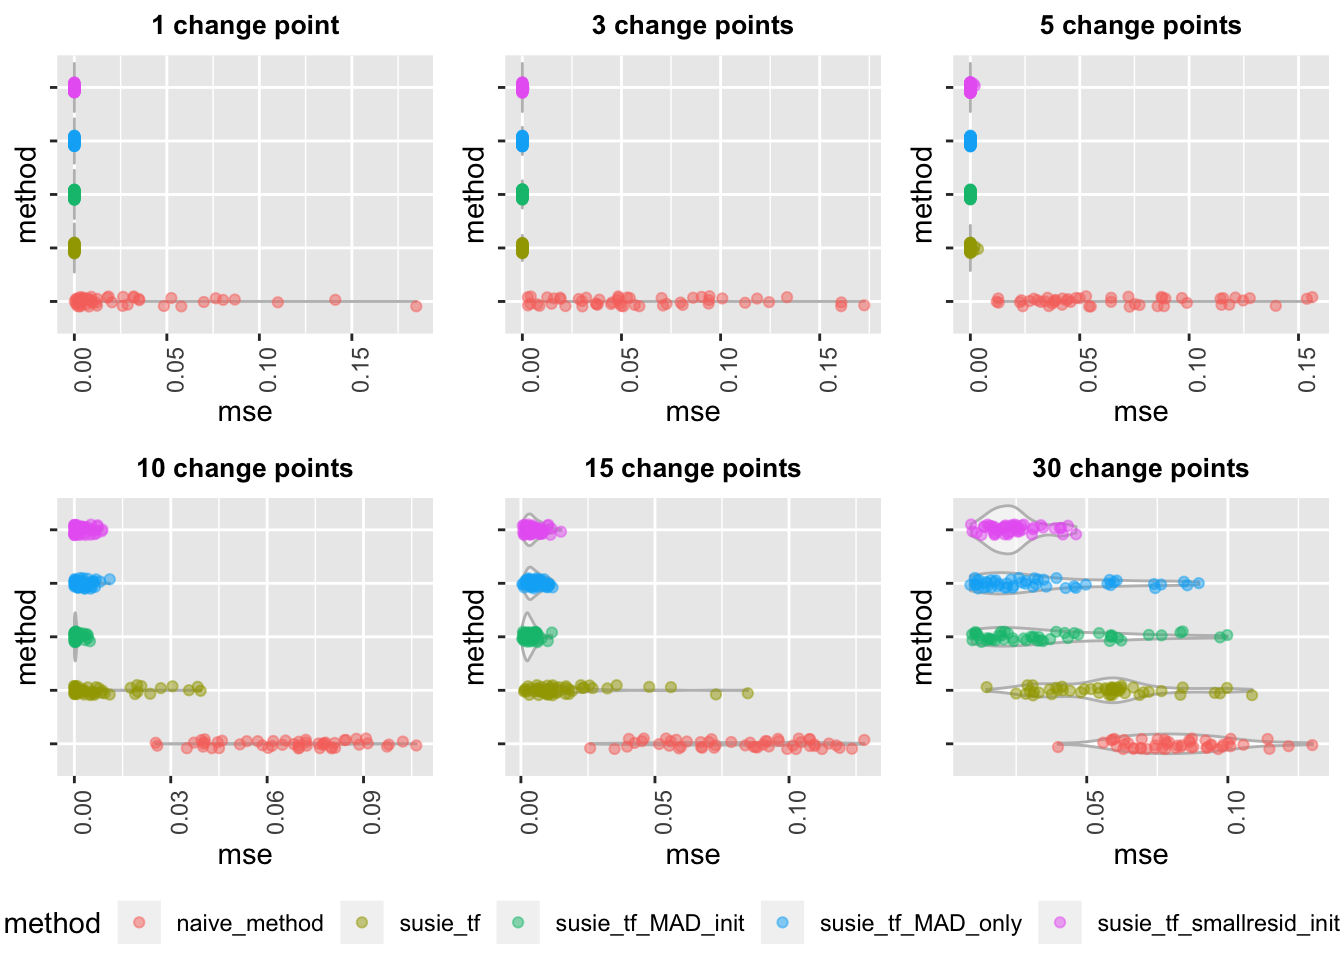 1 change point
3 change points
5 change points
method
method
method
0.00 0.05 0.10 0.15
0.00 0.05 0.10 0.15
0.00 0.05 0.10 0.15
mse
mse
mse
10 change points
15 change points
30 change points
method
method
method
0.00 0.03 0.06 0.09
0.00 0.05 0.10
0.05 0.10
mse
mse
mse
method naive_method susie_tf susie_tf_MAD_init susie_tf_MAD_only susie_tf_smallresid_init